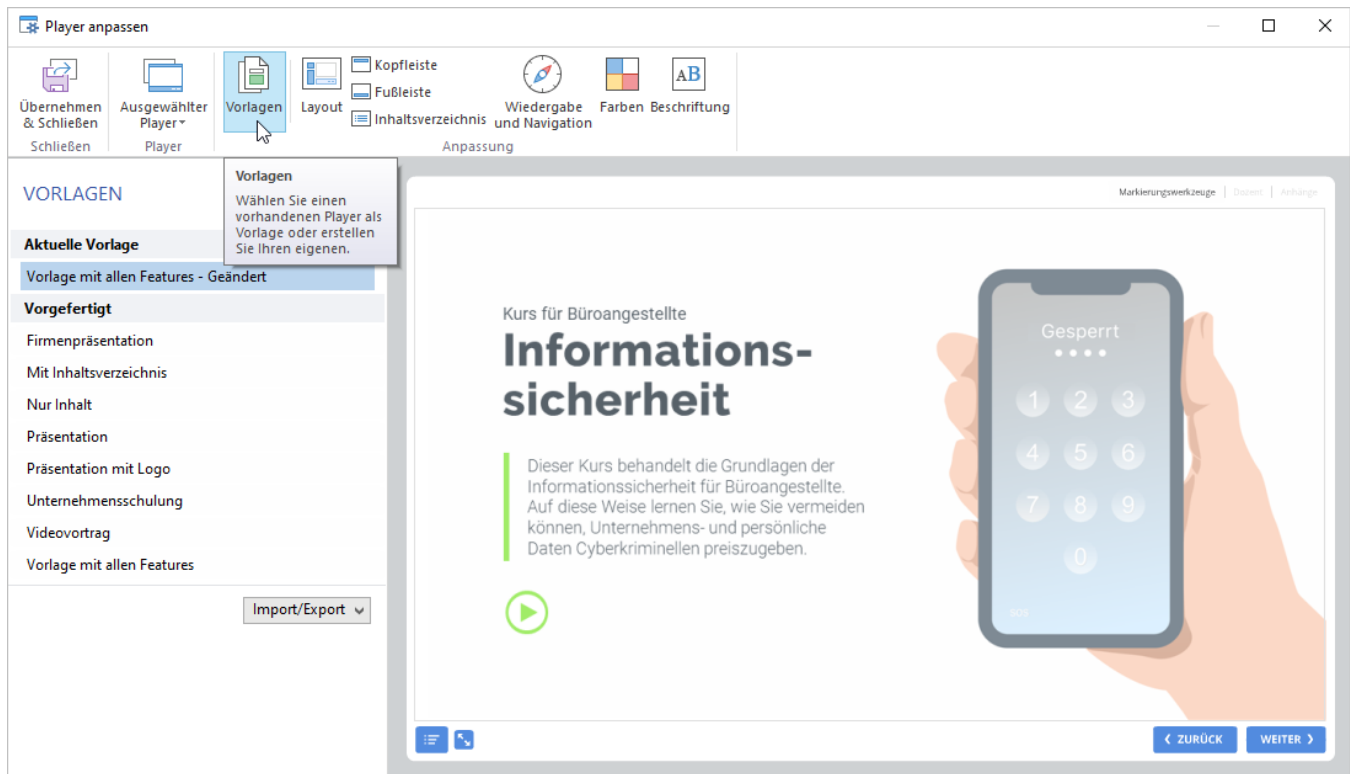 Player anpassen
Übernehmen
& Schließen
Schließen
Ausgewählter
Player
Player
Vorlagen
Layout
Kopfleiste
Fußleiste
Inhaltsverzeichnis
Wiedergabe
und Navigation
Farben
AB
Beschriftung
Anpassung
Vorlagen
Wählen Sie einen
vorhandenen Player als
Vorlage oder erstellen
Sie Ihren eigenen.
VORLAGEN
Aktuelle Vorlage
Vorlage mit allen Features - Geändert
Vorgefertigt
Firmenpräsentation
Mit Inhaltsverzeichnis
Nur Inhalt
Präsentation
Präsentation mit Logo
Unternehmensschulung
Videovortrag
Vorlage mit allen Features
Import/Export
Markierungswerkzeuge | Dozent | Anhänge
Kurs für Büroangestellte
Informations-
sicherheit
Dieser Kurs behandelt die Grundlagen der
Informationssicherheit für Büroangestellte.
Auf diese Weise lernen Sie, wie Sie vermeiden
können, Unternehmens- und persönliche
Daten Cyberkriminellen preiszugeben.
Gesperrt
1 2 3
4 5 6
7 8 9
0
SOS
ZURÜCK
WEITER